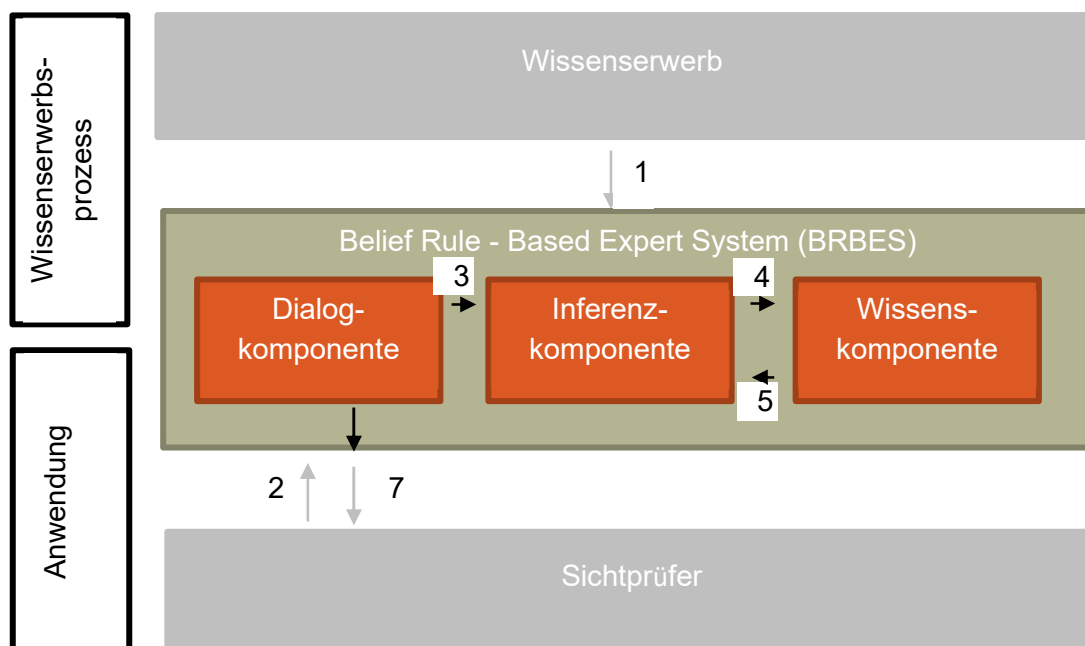 Wissenserwerbs-
prozess
Wissenserwerb
1
Belief Rule - Based Expert System (BRBES)
Dialog-
komponente
3
Inferenz-
komponente
4
5
Wissens-
komponente
Anwendung
2
7
Sichtprüfer